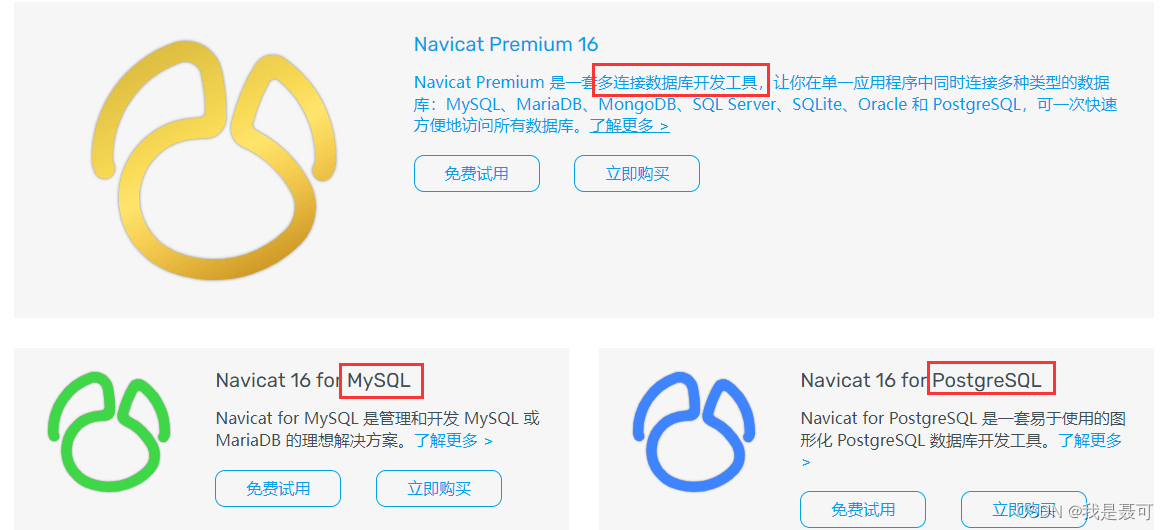 Navicat Premium 16
Navicat Premium 是一套多连接数据库开发工具，让你在单一应用程序中同时连接多种类型的数据
库：MySQL、MariaDB、MongoDB、SQL Server、SQLite、Oracle 和 PostgreSQL，可一次快速
方便地访问所有数据库。了解更多 >
免费试用 立即购买
Navicat 16 for MySQL
Navicat for MySQL 是管理和开发 MySQL 或
MariaDB 的理想解决方案。了解更多 >
免费试用 立即购买
Navicat 16 for PostgreSQL
Navicat for PostgreSQL 是一套易于使用的图
形化 PostgreSQL 数据库开发工具。了解更多
>
免费试用 立即购买
CSDN @我是聂可